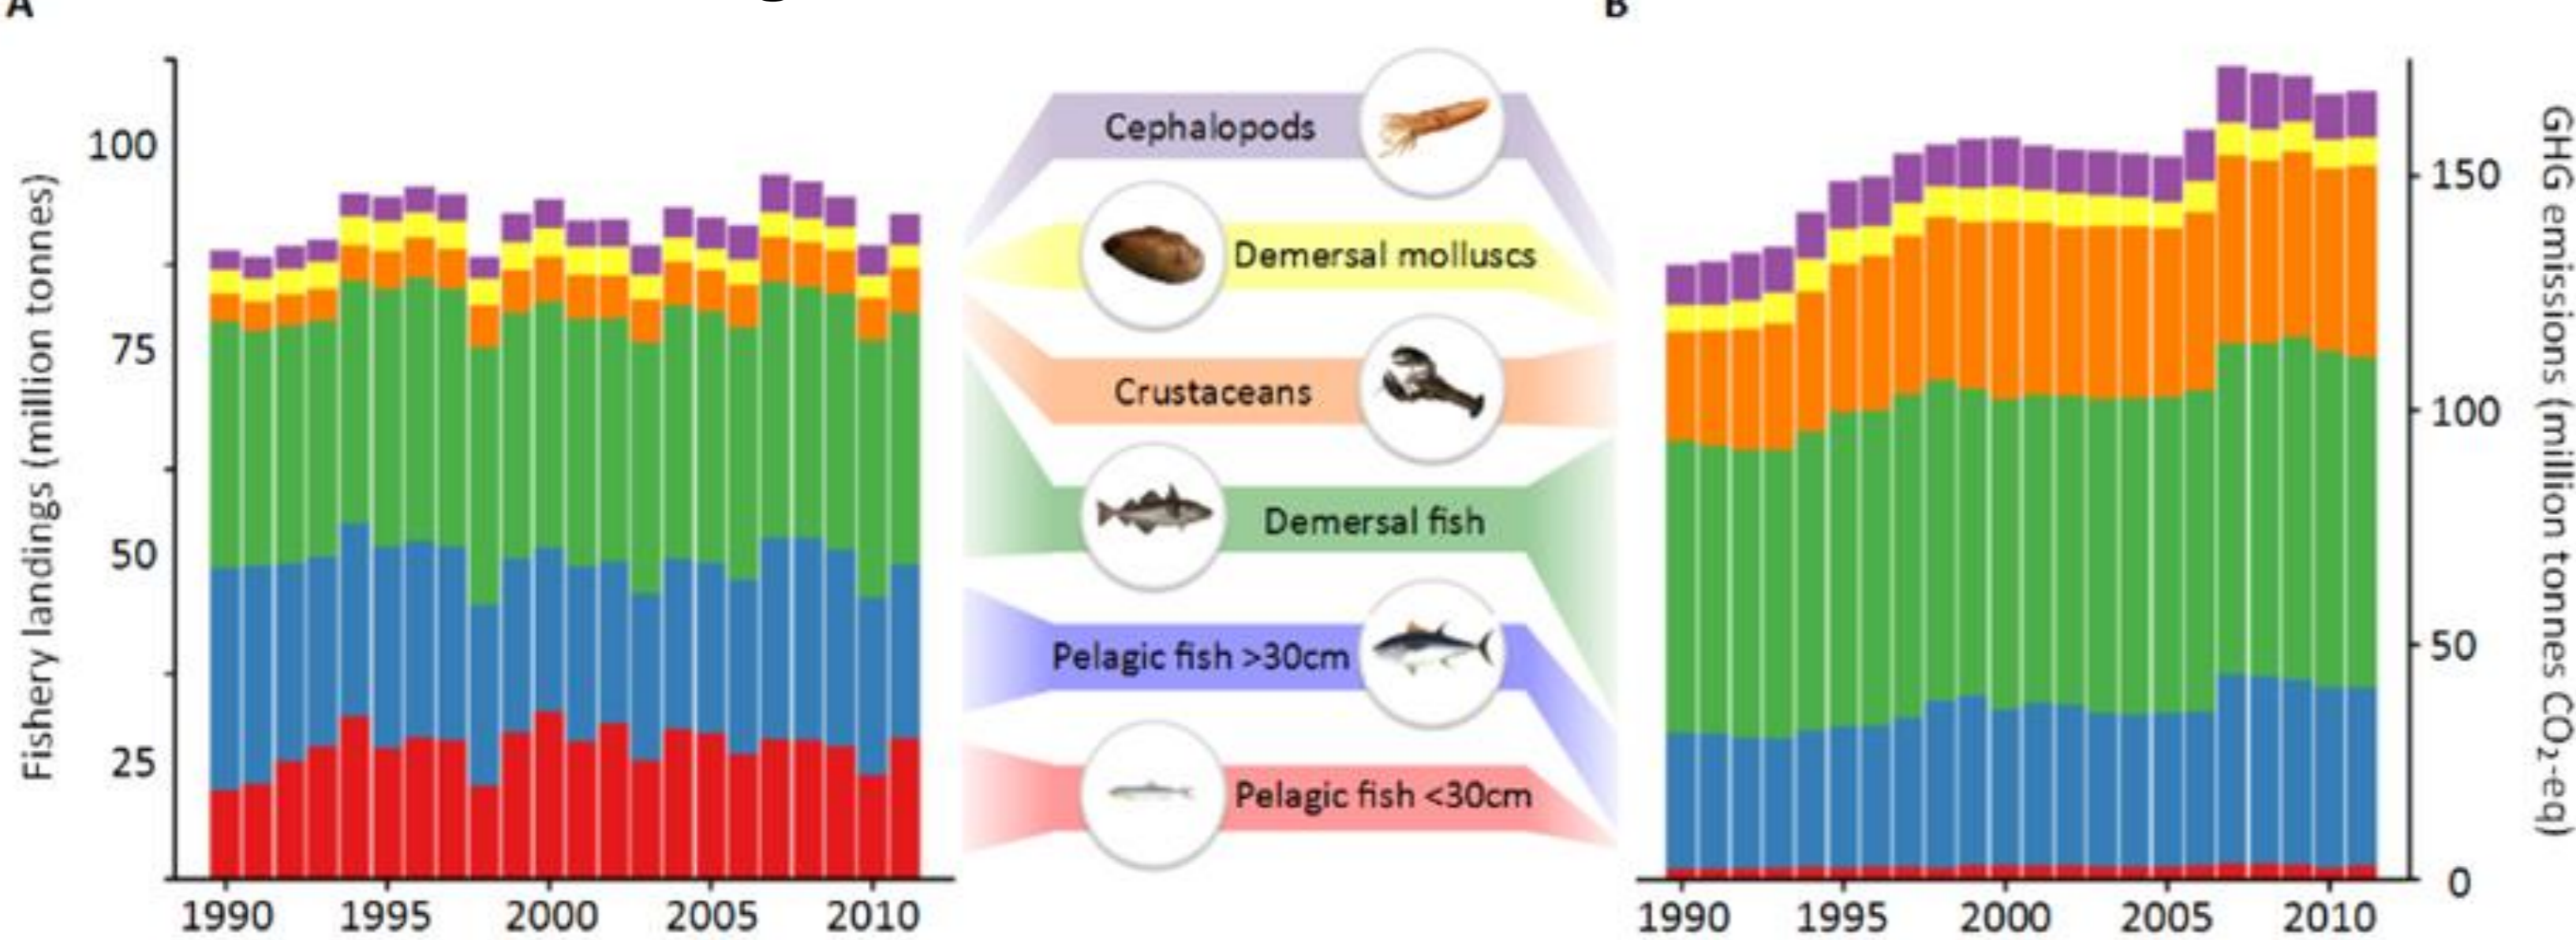 A
B
Fishery landings (million tonnes)
100
75
50
25
1990 1995 2000 2005 2010
Cephalopods
Demersal molluscs
Crustaceans
Demersal fish
Pelagic fish >30cm
Pelagic fish <30cm
150
100
50
0
GHG emissions (million tonnes CO₂-eq)
1990 1995 2000 2005 2010